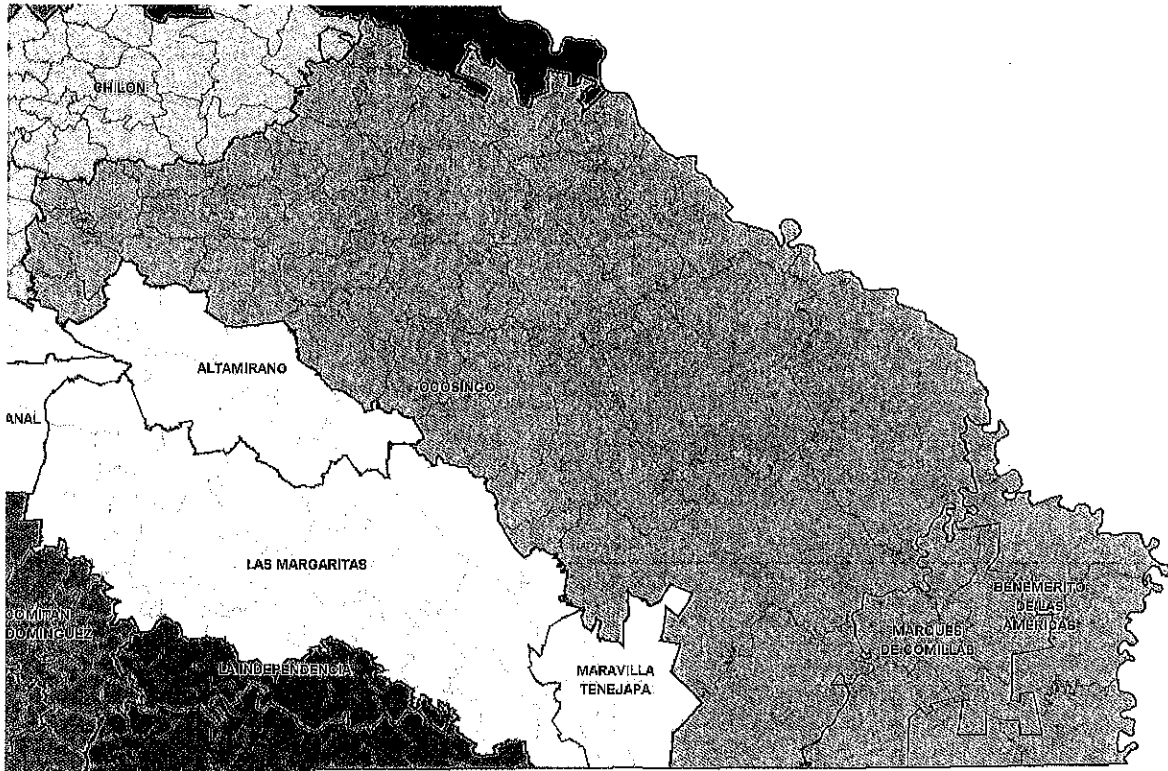 CHILON
ALTAMIRANO
OCOSINGO
ANAL
LAS MARGARITAS
COMITAN
DOMINGUEZ
LA INDEPENDENCIA
MARAVILLA
TENEJAPA
MARQUES
DE COMILLAS
BENEMERITO
DE LAS
AMERICAS